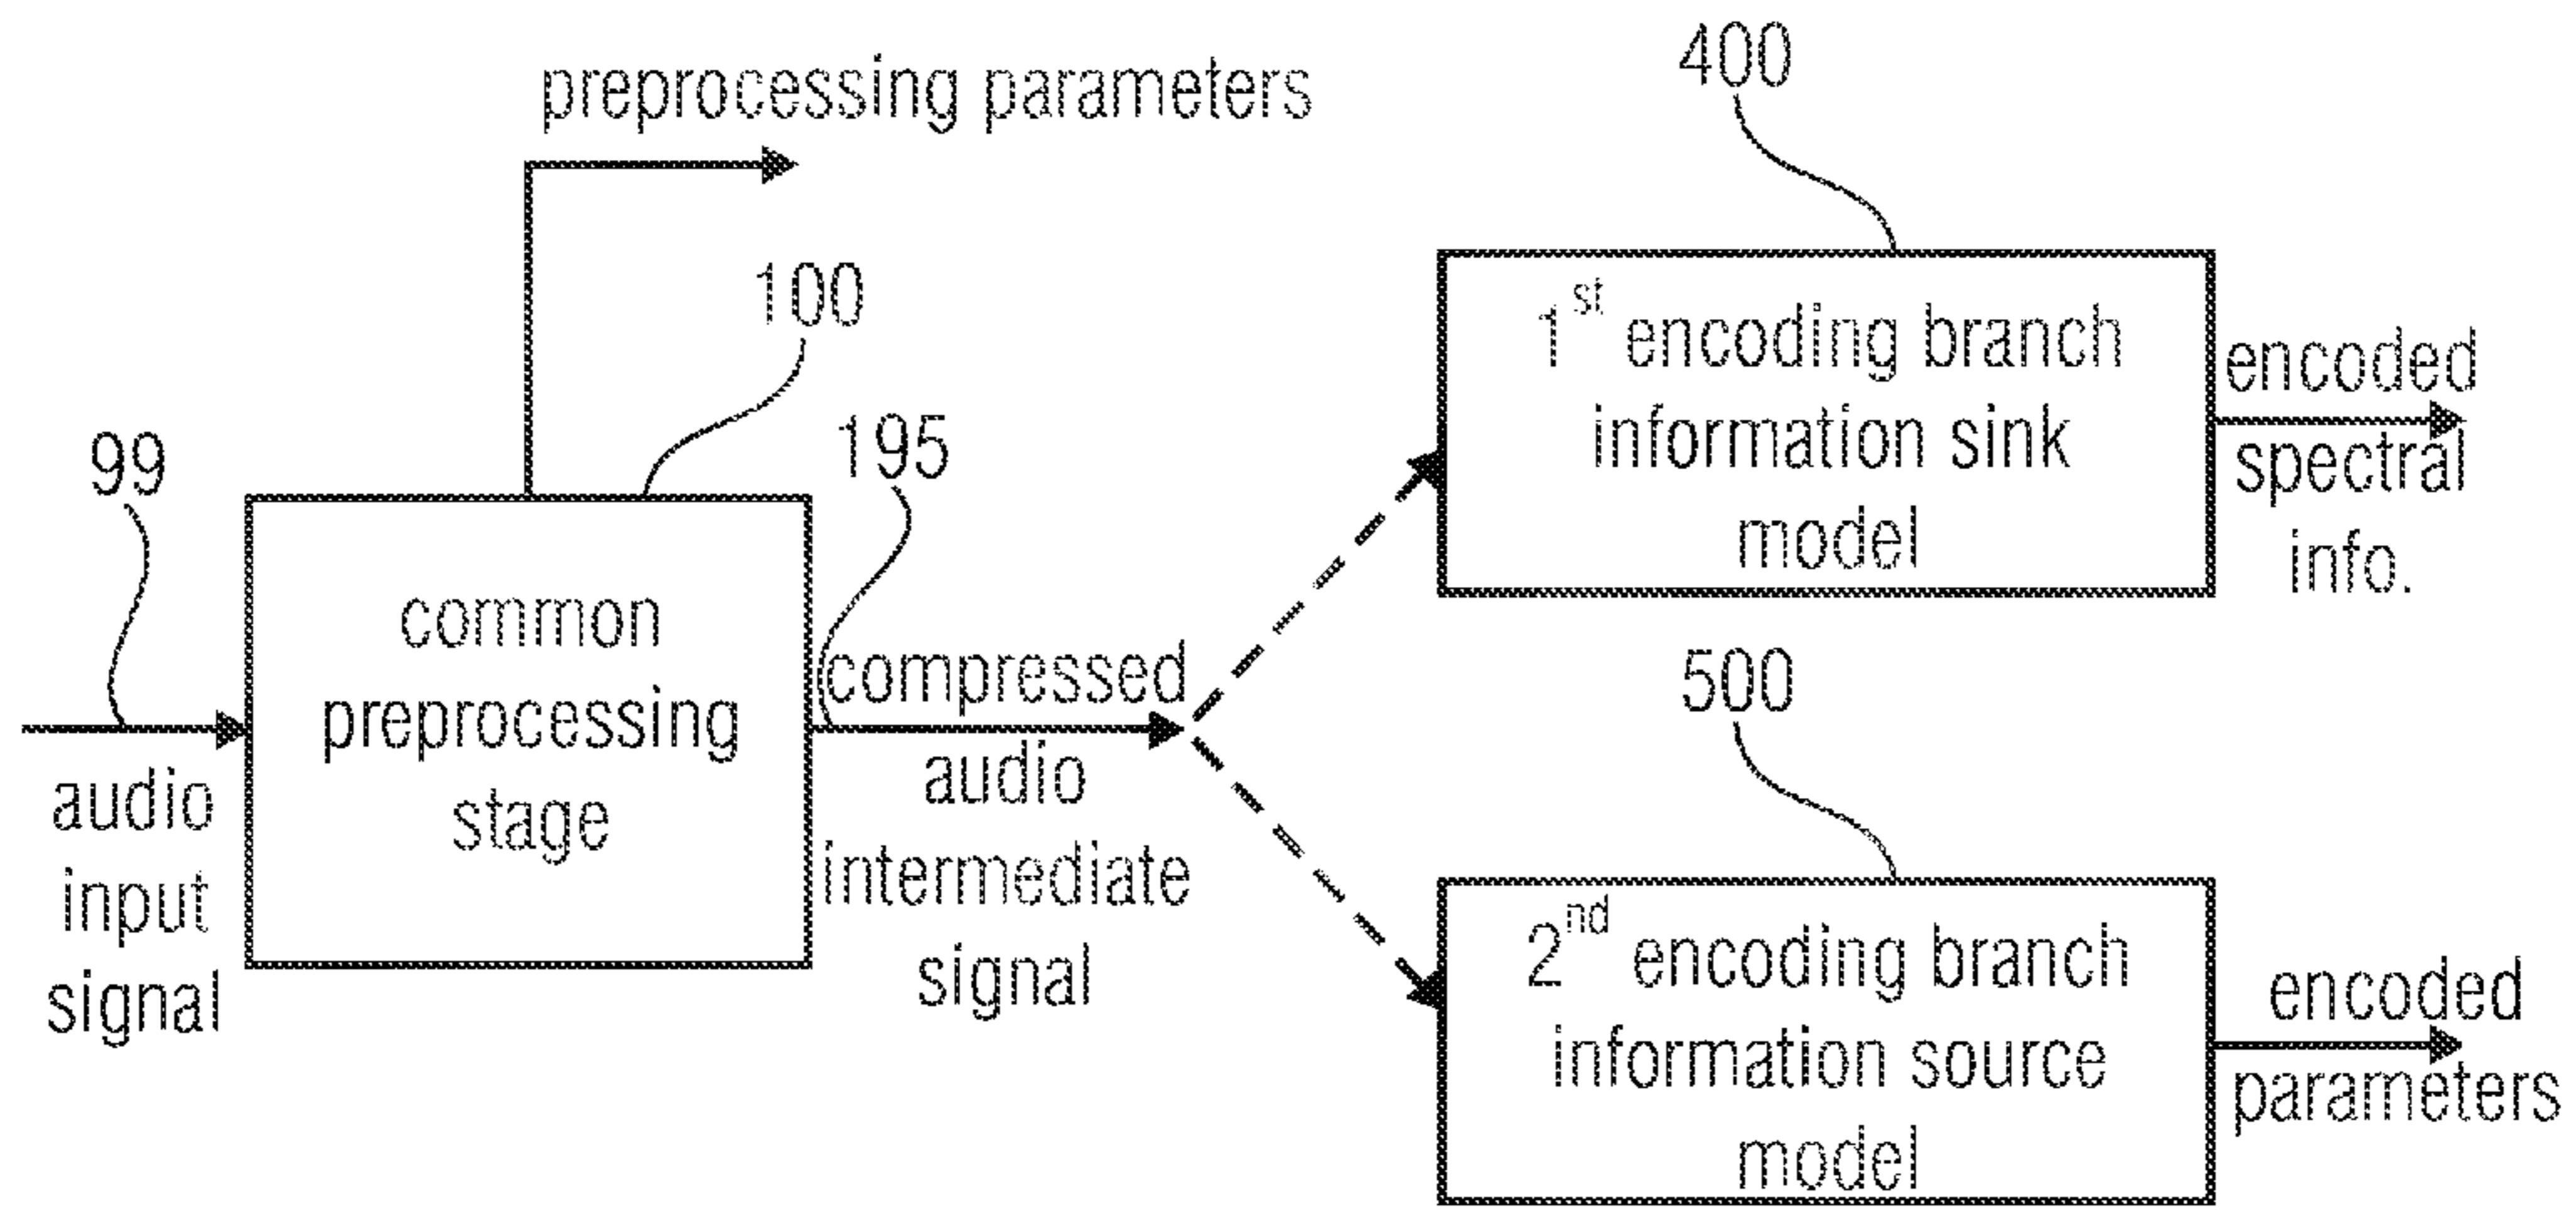 preprocessing parameters
400
100
1st encoding branch
information sink
model
encoded
spectral
info.
99
195
common
preprocessing
stage
audio
input
signal
compressed
audio
intermediate
signal
500
2nd encoding branch
information source
model
encoded
parameters